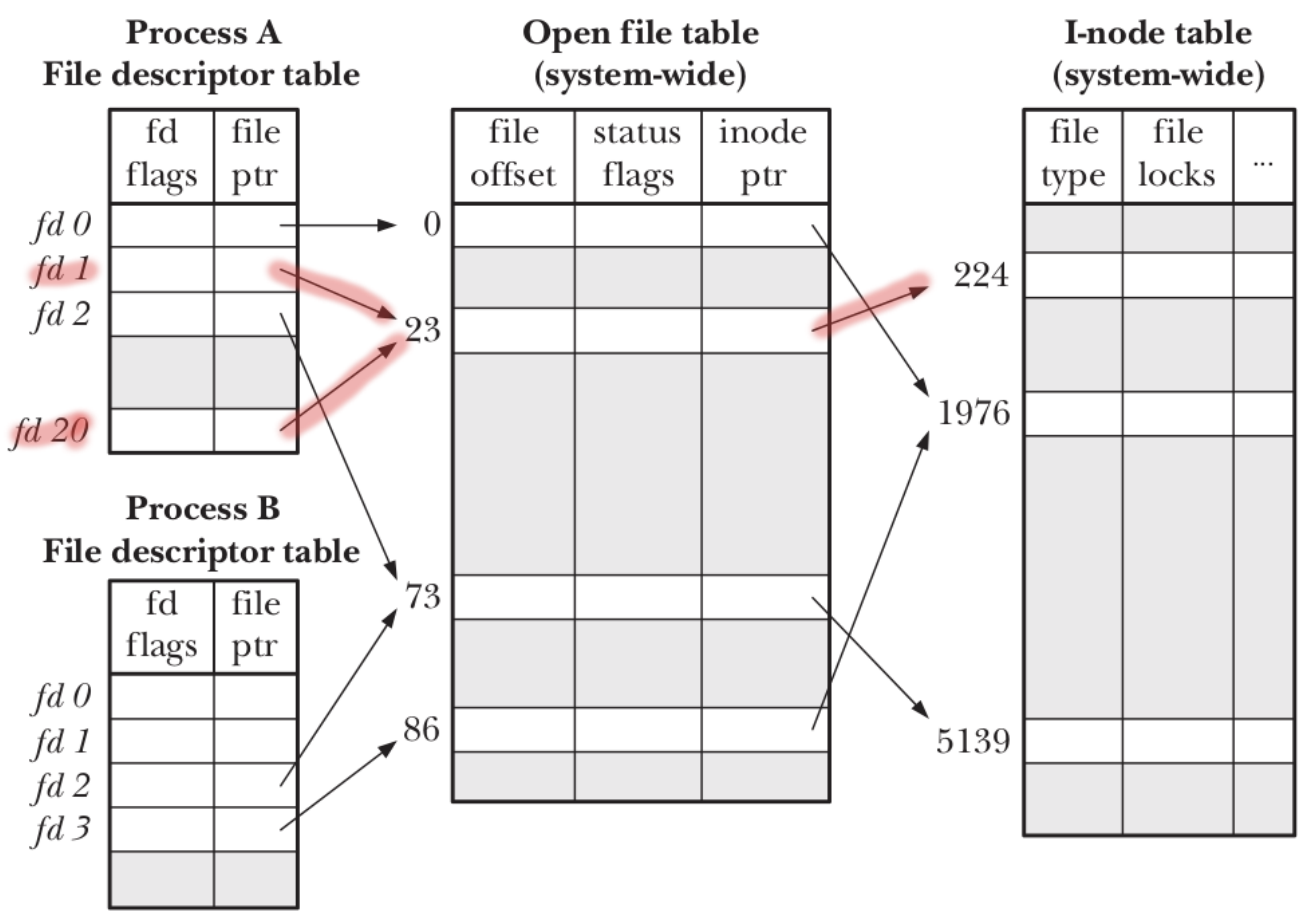 Process A
File descriptor table
fd
flags
file
ptr
fd 0
fd 1
fd 2
fd 20
Process B
File descriptor table
fd
flags
file
ptr
fd 0
fd 1
fd 2
fd 3
Open file table
(system-wide)
file
offset
status
flags
inode
ptr
0
23
73
86
I-node table
(system-wide)
file
type
file
locks
...
224
1976
5139